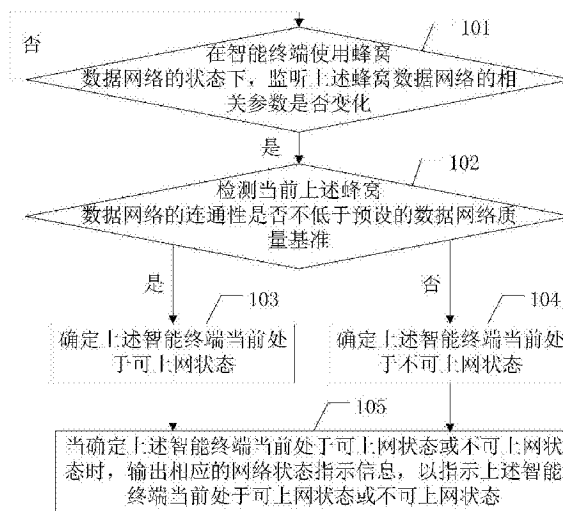 101
否
在智能终端使用蜂窝
数据网络的状态下，监听上述蜂窝数据网络的相
关参数是否变化
是
102
检测当前上述蜂窝
数据网络的连通性是否不低于预设的数据网络质
量基准
是
103
否
104
确定上述智能终端当前处
于可上网状态
确定上述智能终端当前处
于不可上网状态
105
当确定上述智能终端当前处于可上网状态或不可上网状
态时，输出相应的网络状态指示信息，以指示上述智能
终端当前处于可上网状态或不可上网状态